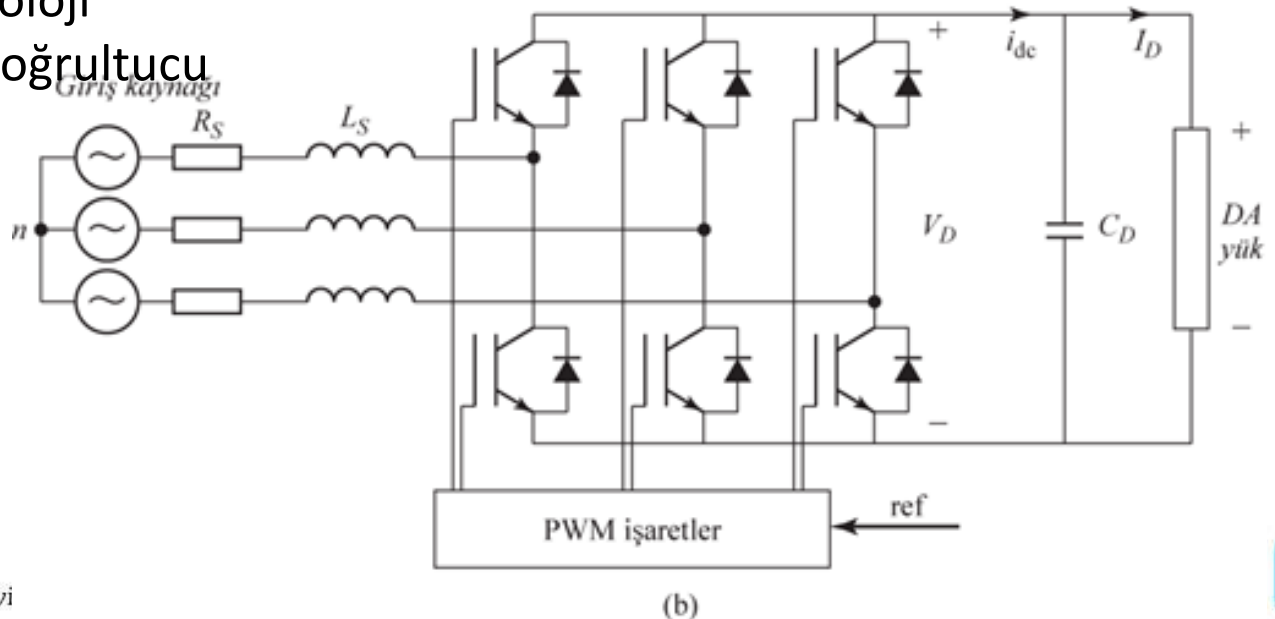 oğrultucu
Giriş kaynağı
R_S
L_S
n
+
i_dc
I_D
V_D
C_D
+
DA
yük
−
−
PWM işaretler
ref
(b)